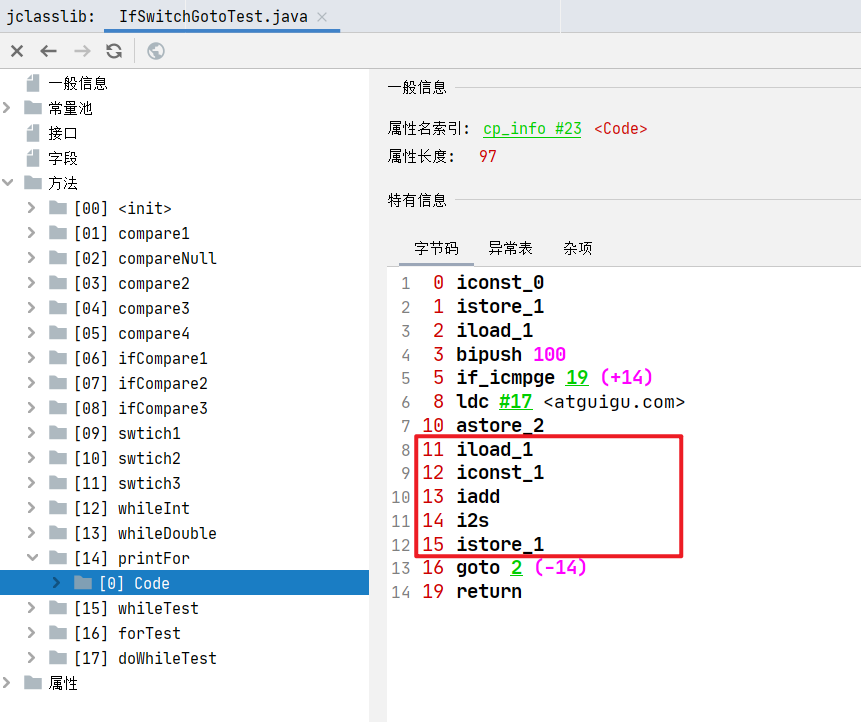 jclasslib: IfSwitchGotoTest.java
一般信息
常量池
接口
字段
方法
[00] <init>
[01] compare1
[02] compareNull
[03] compare2
[04] compare3
[05] compare4
[06] ifCompare1
[07] ifCompare2
[08] ifCompare3
[09] swtich1
[10] swtich2
[11] swtich3
[12] whileInt
[13] whileDouble
[14] printFor
[0] Code
[15] whileTest
[16] forTest
[17] doWhileTest
属性
一般信息
属性名索引: cp_info #23 <Code>
属性长度: 97
特有信息
字节码 异常表 杂项
1 0 iconst_0
2 1 istore_1
3 2 iload_1
4 3 bipush 100
5 5 if_icmpge 19 (+14)
6 8 ldc #17 <atguigu.com>
7 10 astore_2
8 11 iload_1
9 12 iconst_1
10 13 iadd
11 14 i2s
12 15 istore_1
13 16 goto 2 (-14)
14 19 return